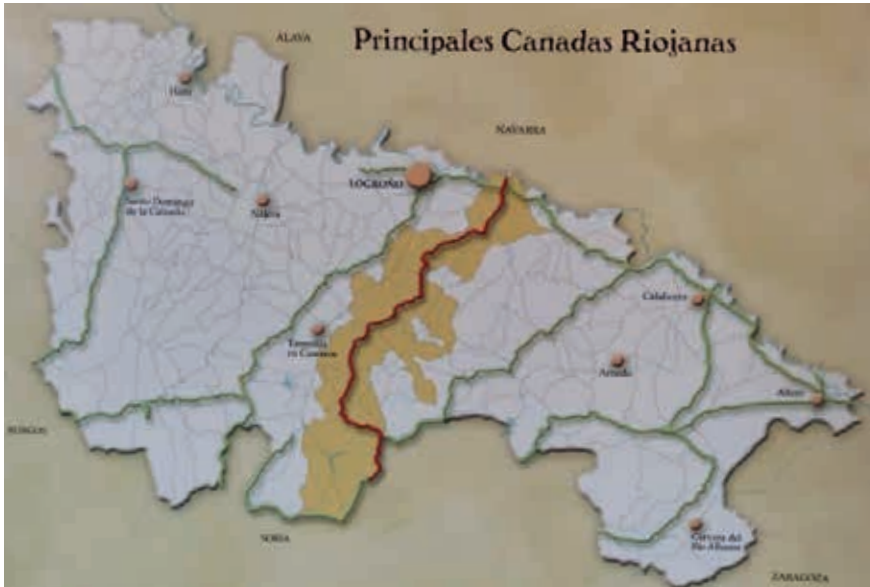 Principales Canadas Riojanas
ÁLAVA
Haro
NAVARRA
LOGROÑO
Santo Domingo
de la Calzada
Nájera
Calahorra
Torrecilla
en Cameros
Arnedo
Alfaro
BURGOS
SORIA
Cervera del
Río Alhama
ZARAGOZA